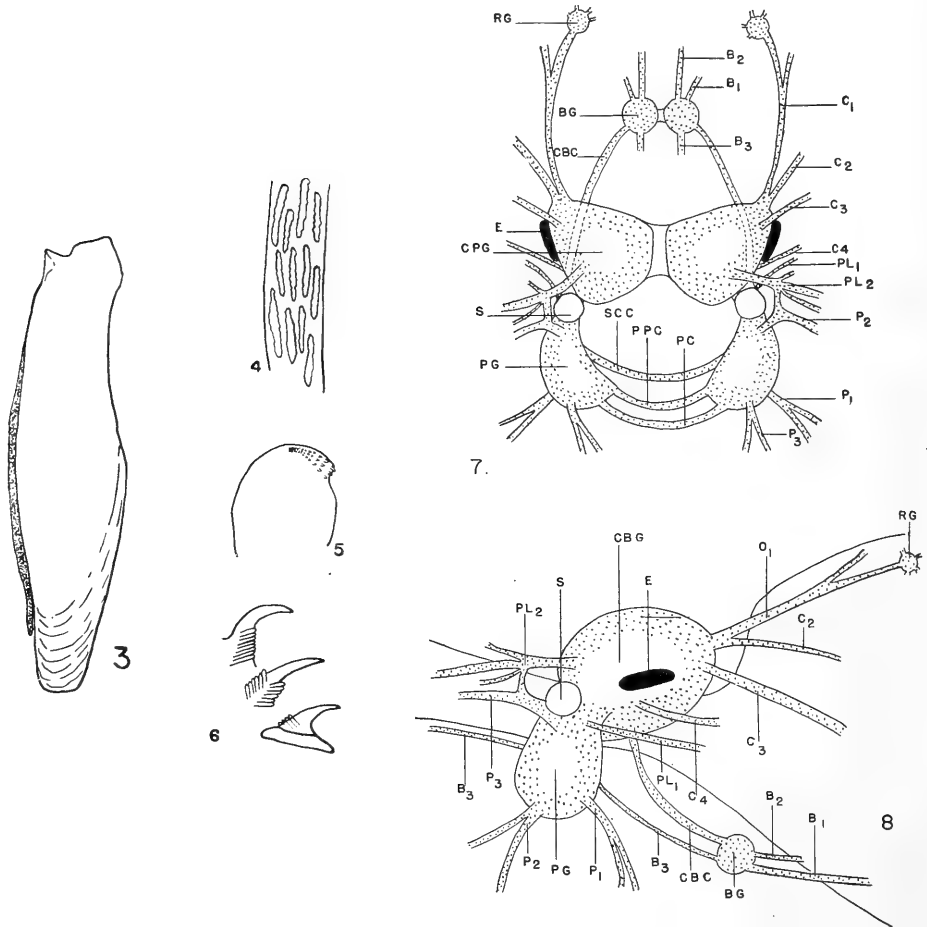 3
4
5
6
RG
B2
B1
BG
C1
CBC
B3
C2
E
C3
CPG
C4
PL1
PL2
S
SCC
PPC
PC
P2
PG
P1
P3
7.
RG
CBG
O1
S
E
PL2
C2
C3
B3
P3
PL1
C4
B2
B1
8
P2
PG
P1
B3
CBC
BG